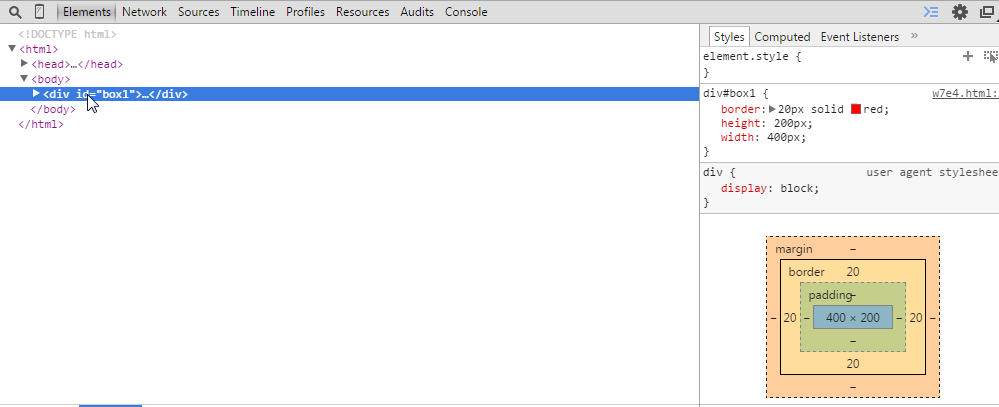 Elements Network Sources Timeline Profiles Resources Audits Console
<!DOCTYPE html>
<html>
<head>…</head>
<body>
<div id="box1">…</div>
</body>
</html>
Styles Computed Event Listeners »
element.style {
}
div#box1 { w7e4.html:
border: 20px solid red;
height: 200px;
width: 400px;
}
div { user agent styleshee
display: block;
}
margin –
border 20
padding –
– 20 – 400 × 200 – 20 –
–
20
–